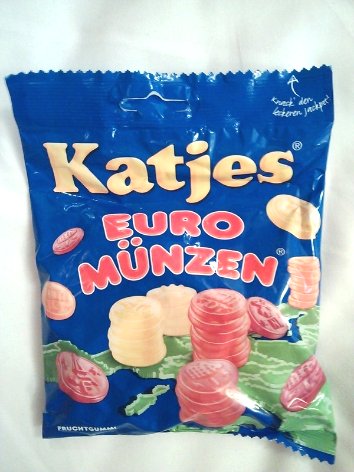 Knack' den
leckeren Jackpot!
Katjes®
EURO
MÜNZEN®
FRUCHTGUMMI